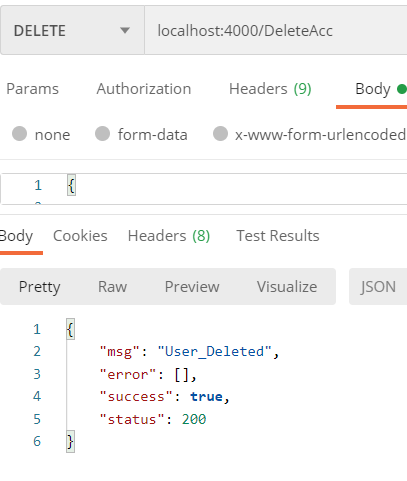 DELETE localhost:4000/DeleteAcc
Params Authorization Headers (9) Body
none form-data x-www-form-urlencoded
1 {
Body Cookies Headers (8) Test Results
Pretty Raw Preview Visualize JSON
1 {
2 "msg": "User_Deleted",
3 "error": [],
4 "success": true,
5 "status": 200
6 }